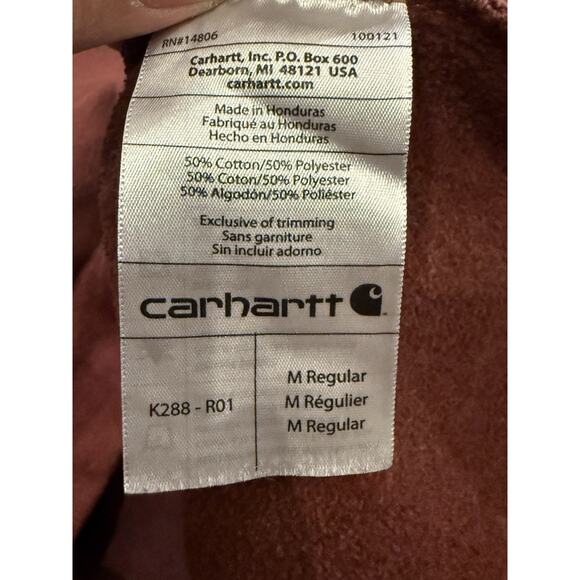 RN#14806 100121
Carhartt, Inc. P.O. Box 600
Dearborn, MI 48121 USA
carhartt.com
Made in Honduras
Fabriqué au Honduras
Hecho en Honduras
50% Cotton/50% Polyester
50% Coton/50% Polyester
50% Algodón/50% Poliéster
Exclusive of trimming
Sans garniture
Sin incluir adorno
carhartt
K288 - R01
M Regular
M Régulier
M Regular